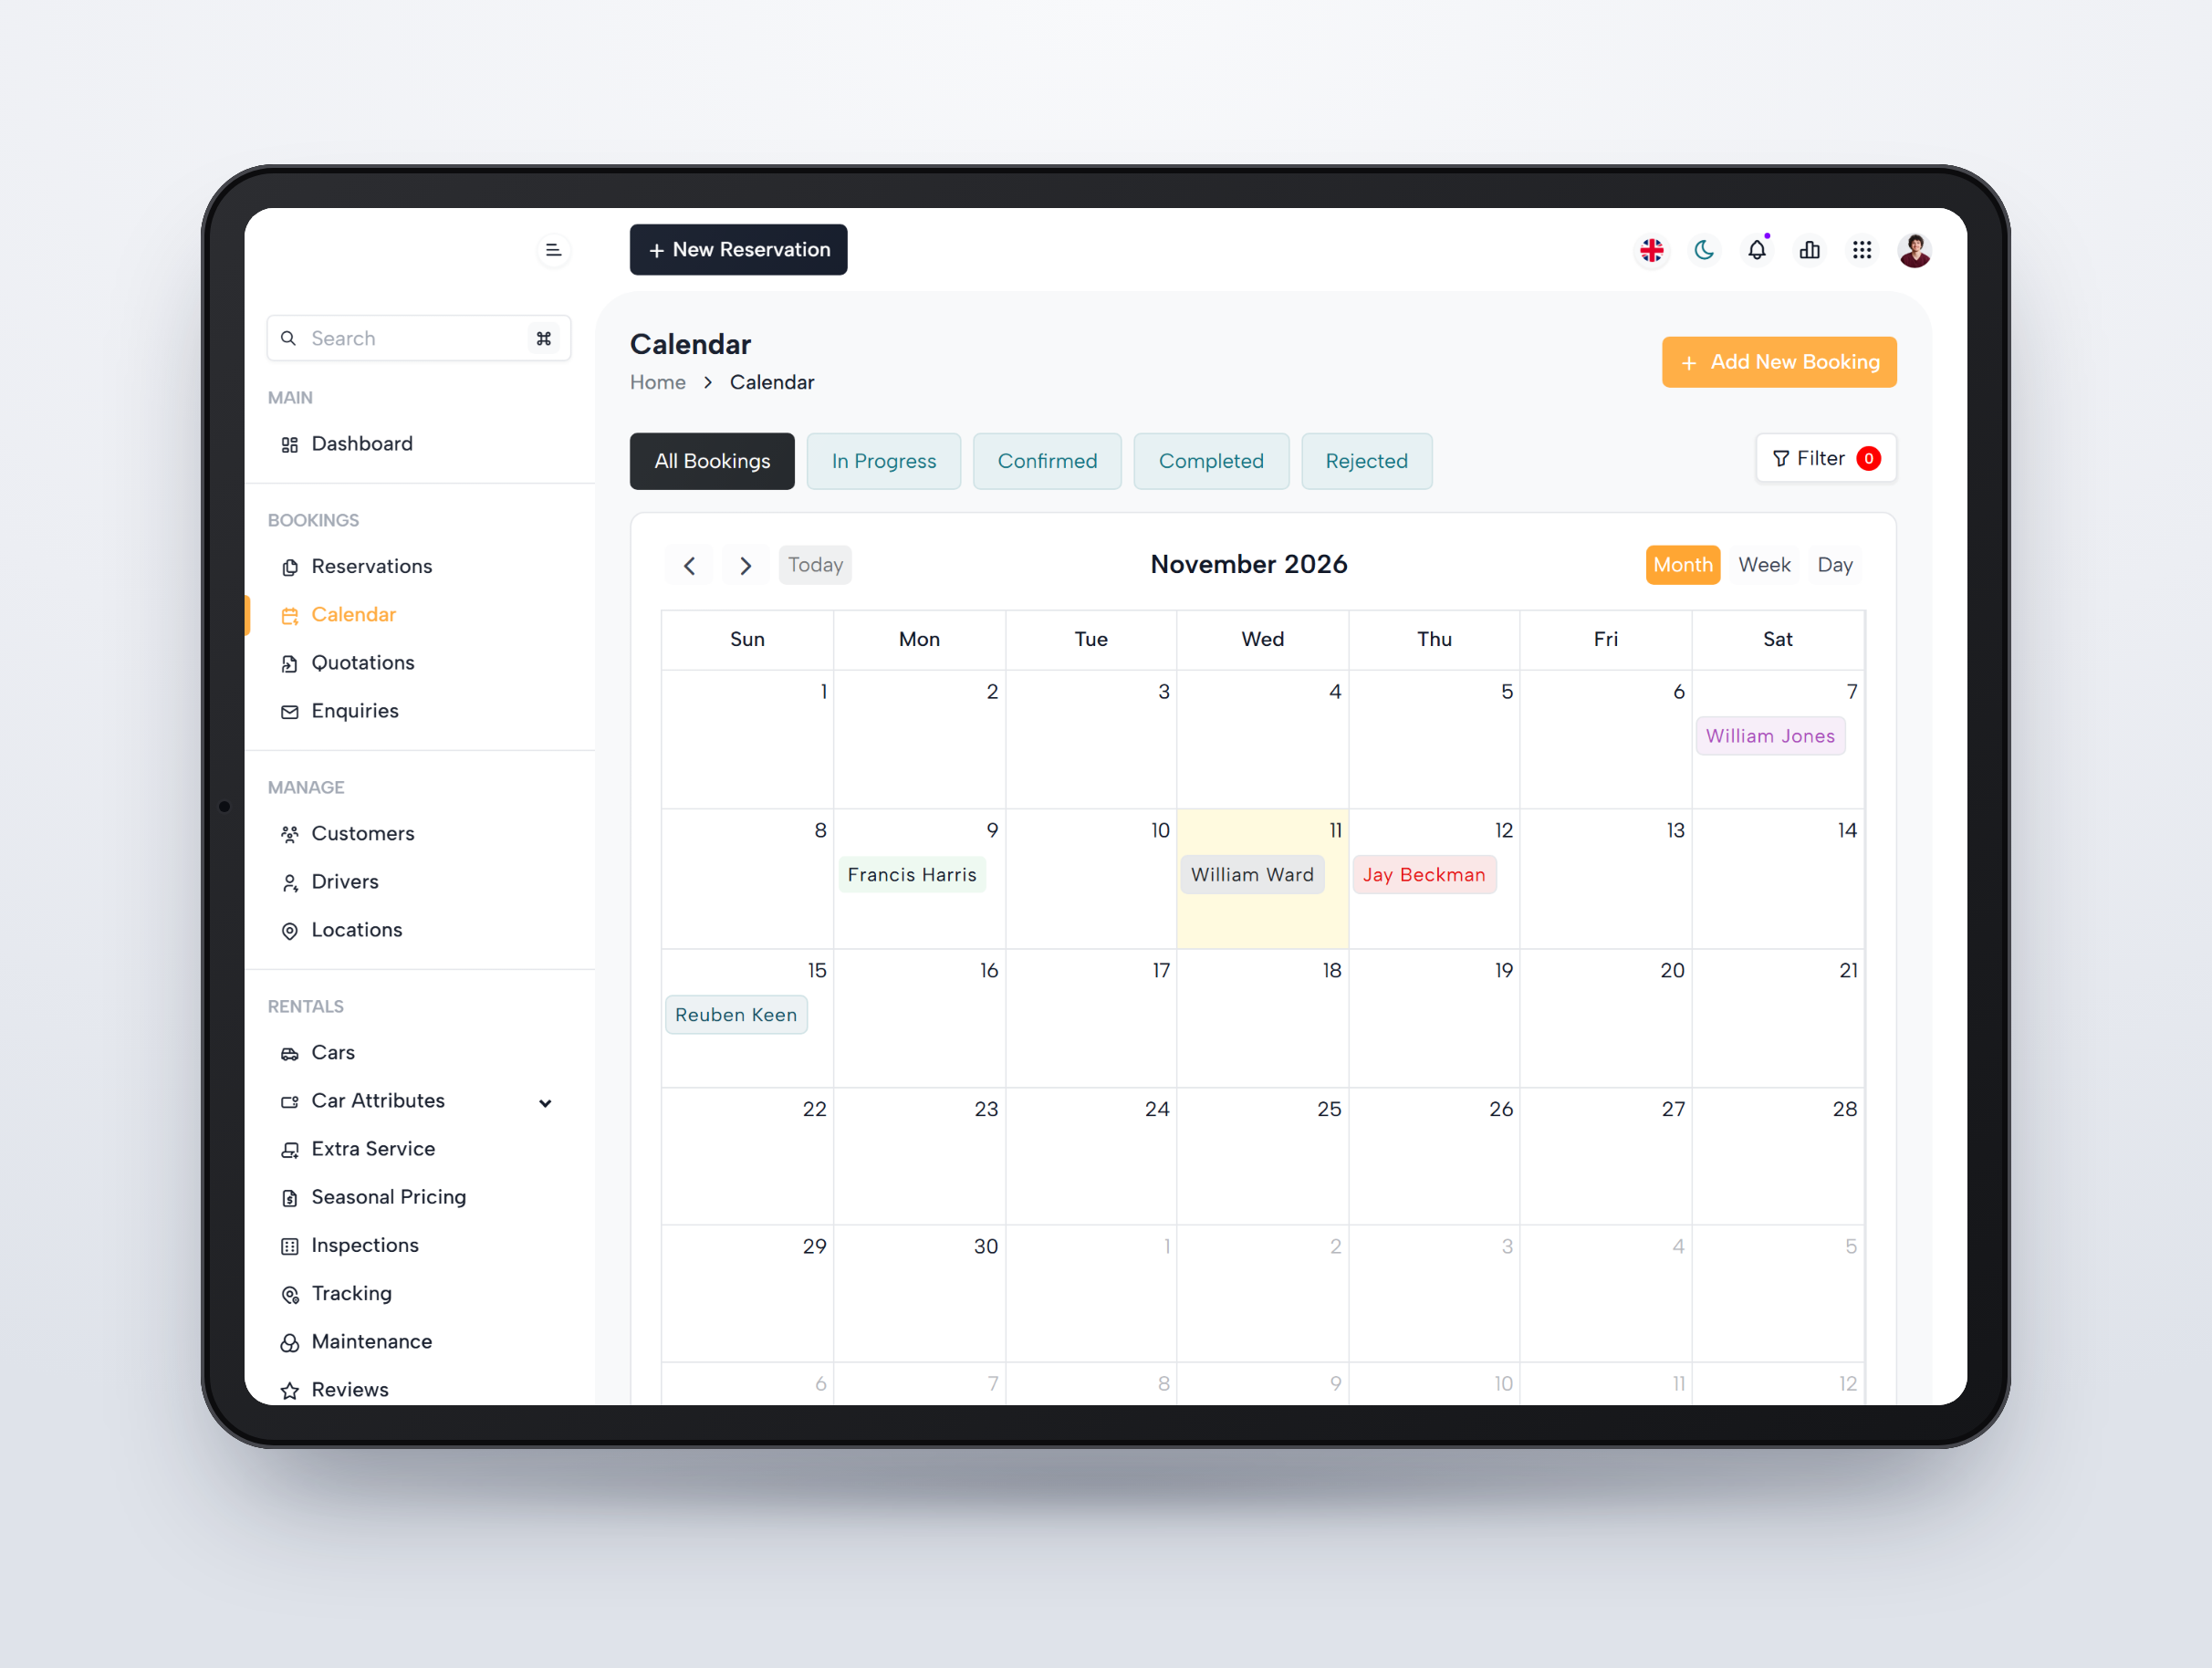 + New Reservation
Search
MAIN
Dashboard
BOOKINGS
Reservations
Calendar
Quotations
Enquiries
MANAGE
Customers
Drivers
Locations
RENTALS
Cars
Car Attributes
Extra Service
Seasonal Pricing
Inspections
Tracking
Maintenance
Reviews
Calendar
Home > Calendar
+ Add New Booking
All Bookings In Progress Confirmed Completed Rejected
Filter 0
Today November 2026 Month Week Day
Sun Mon Tue Wed Thu Fri Sat
1 2 3 4 5 6 7
William Jones
8 9 10 11 12 13 14
Francis Harris William Ward Jay Beckman
15 16 17 18 19 20 21
Reuben Keen
22 23 24 25 26 27 28
29 30 1 2 3 4 5
6 7 8 9 10 11 12